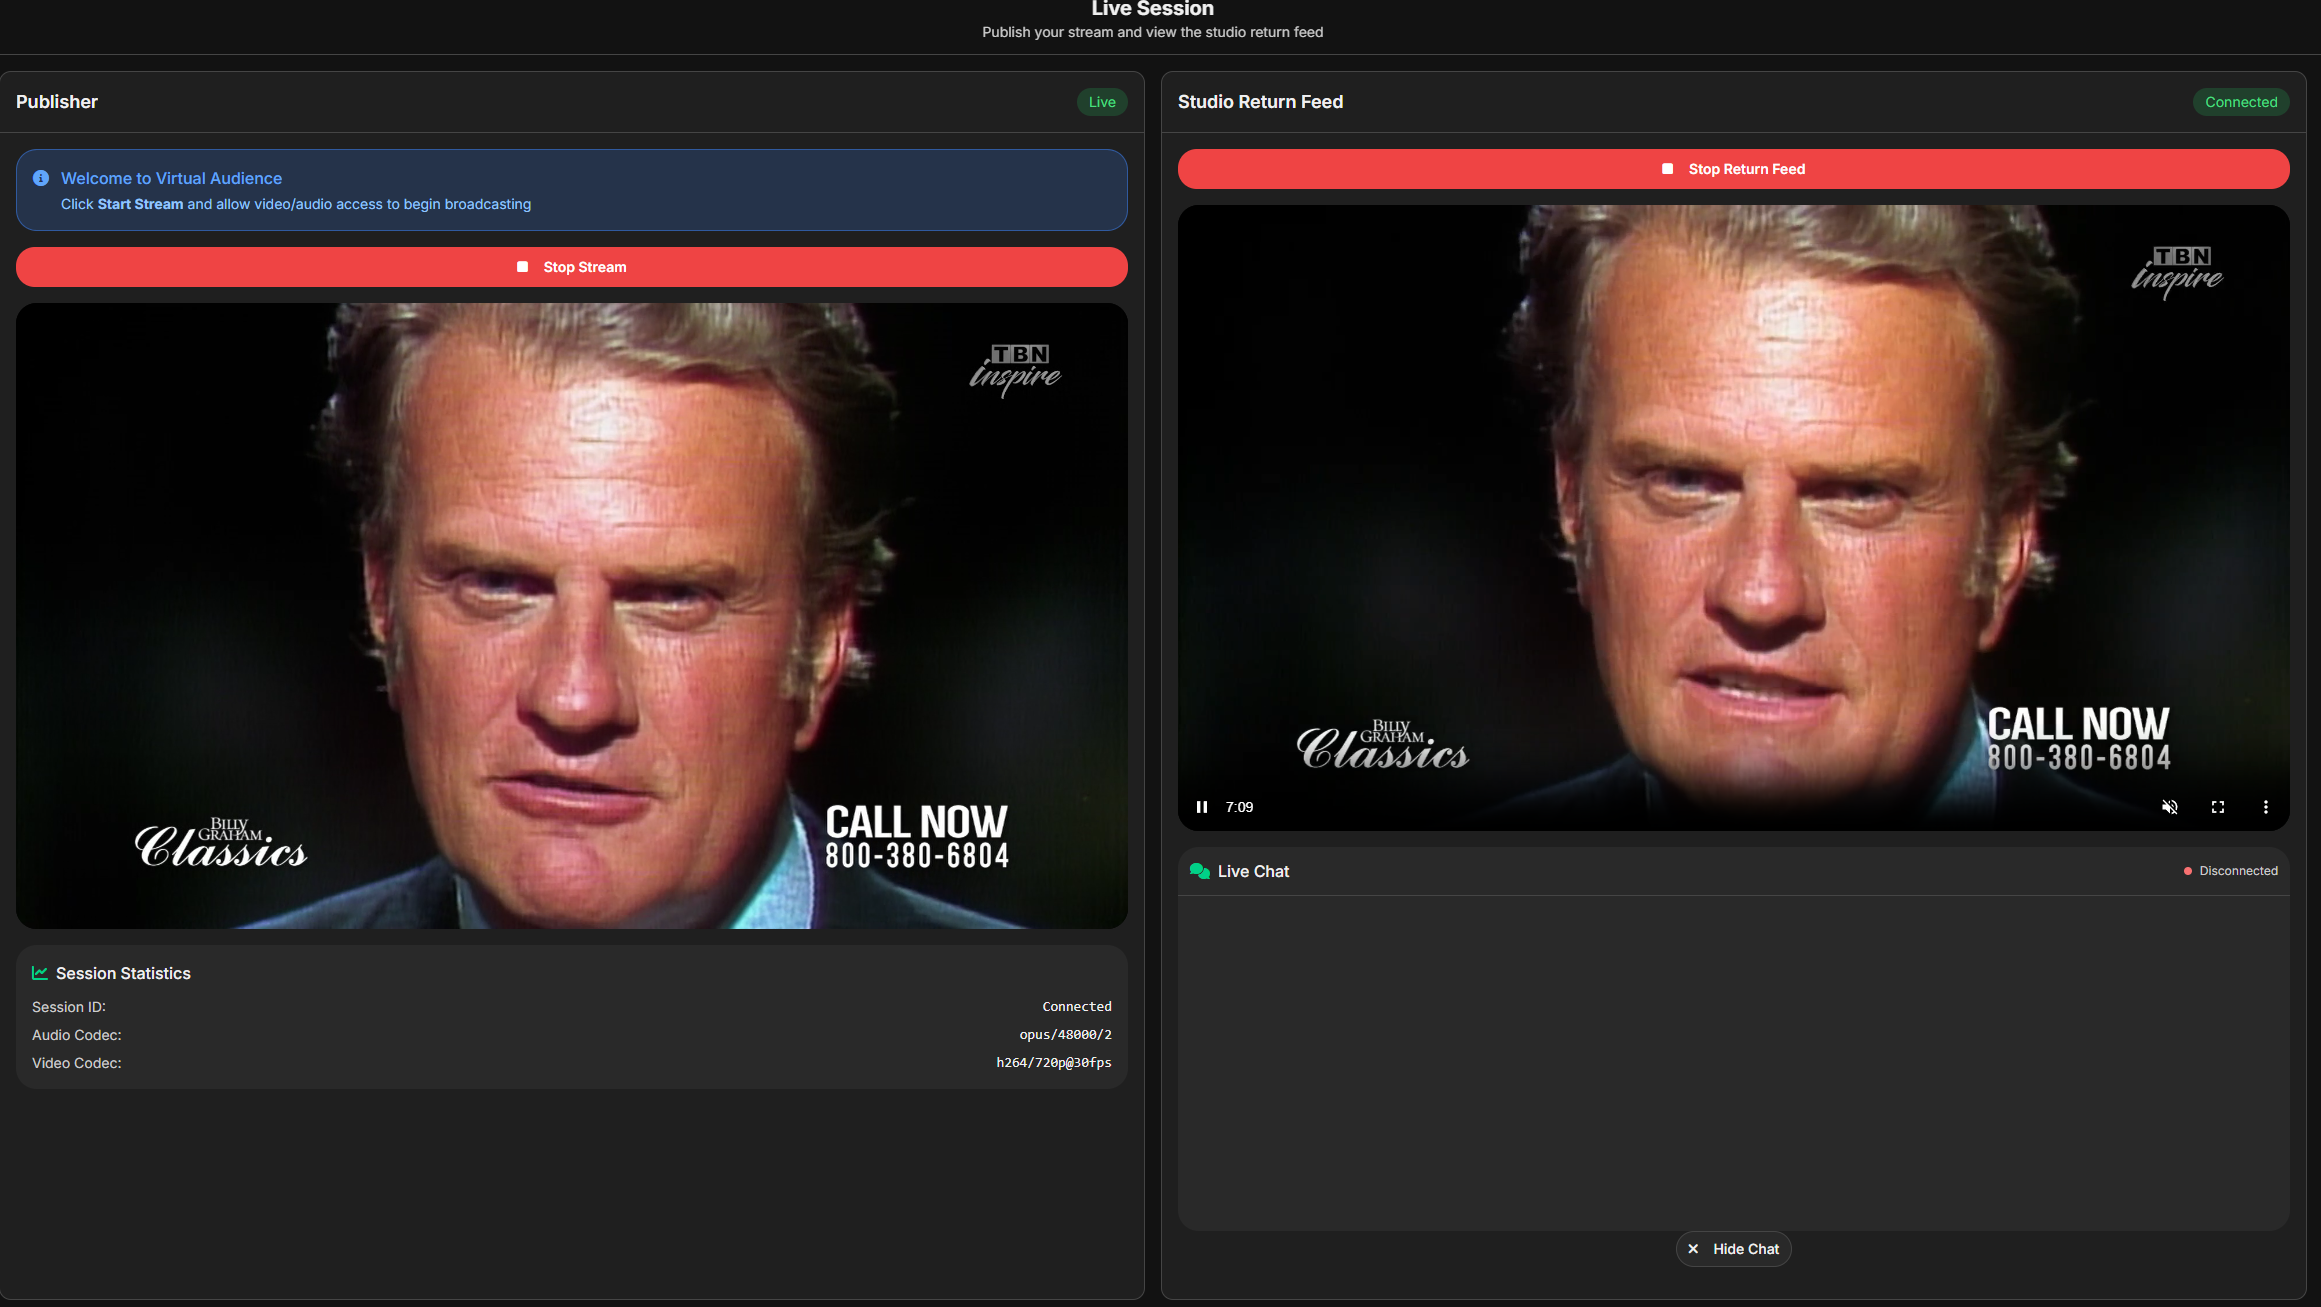 Live Session
Publish your stream and view the studio return feed
Publisher
Live
Welcome to Virtual Audience
Click Start Stream and allow video/audio access to begin broadcasting
Stop Stream
TBN
inspire
BILLY
GRAHAM
Classics
CALL NOW
800-380-6804
Session Statistics
Session ID: Connected
Audio Codec: opus/48000/2
Video Codec: h264/720p@30fps
Studio Return Feed
Connected
Stop Return Feed
TBN
inspire
BILLY
GRAHAM
Classics
CALL NOW
800-380-6804
7:09
Live Chat
Disconnected
Hide Chat